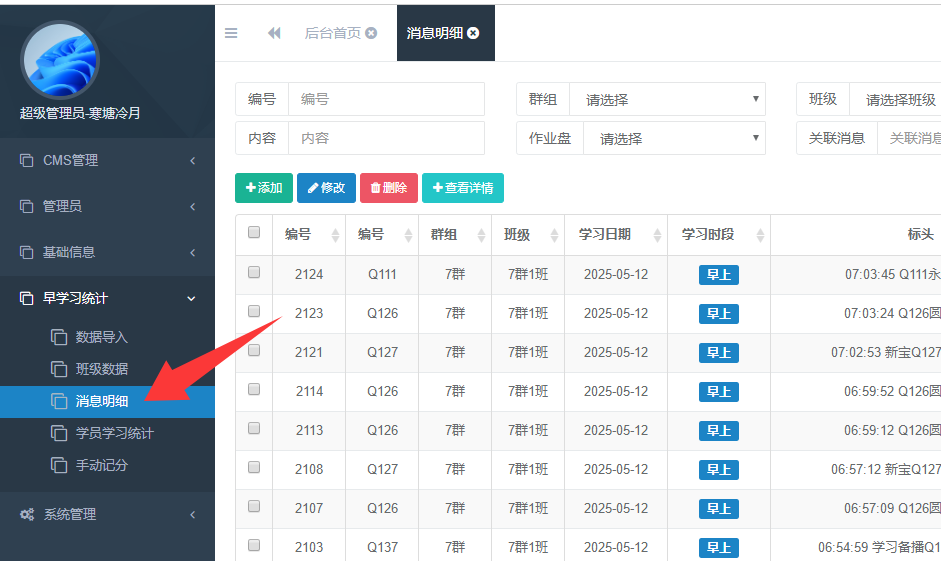 后台首页 消息明细
超级管理员-寒塘冷月
CMS管理
管理员
基础信息
早学习统计
数据导入
班级数据
消息明细
学员学习统计
手动记分
系统管理
编号 编号 群组 请选择 班级 请选择班级
内容 内容 作业盘 请选择 关联消息 关联消息
添加 修改 删除 查看详情
编号 编号 群组 班级 学习日期 学习时段 标头
2124 Q111 7群 7群1班 2025-05-12 早上 07:03:45 Q111永
2123 Q126 7群 7群1班 2025-05-12 早上 07:03:24 Q126圆
2121 Q127 7群 7群1班 2025-05-12 早上 07:02:53 新宝Q127
2114 Q126 7群 7群1班 2025-05-12 早上 06:59:52 Q126圆
2113 Q126 7群 7群1班 2025-05-12 早上 06:59:12 Q126圆
2108 Q127 7群 7群1班 2025-05-12 早上 06:57:12 新宝Q127
2107 Q126 7群 7群1班 2025-05-12 早上 06:57:09 Q126圆
2103 Q137 7群 7群1班 2025-05-12 早上 06:54:59 学习备播Q1